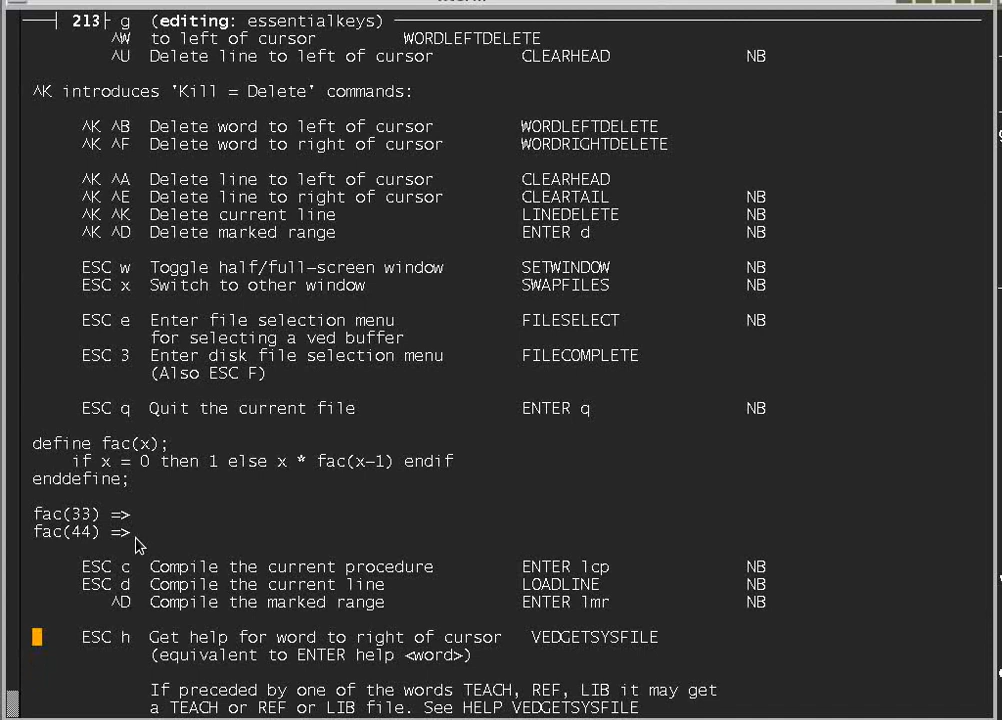 213 g (editing: essentialkeys)
^W to left of cursor WORDLEFTDELETE
^U Delete line to left of cursor CLEARHEAD NB
^K introduces 'Kill = Delete' commands:
^K ^B Delete word to left of cursor WORDLEFTDELETE
^K ^F Delete word to right of cursor WORDRIGHTDELETE
^K ^A Delete line to left of cursor CLEARHEAD
^K ^E Delete line to right of cursor CLEARTAIL NB
^K ^K Delete current line LINEDELETE NB
^K ^D Delete marked range ENTER d NB
ESC w Toggle half/full-screen window SETWINDOW NB
ESC x Switch to other window SWAPFILES NB
ESC e Enter file selection menu FILESELECT NB
for selecting a ved buffer
ESC 3 Enter disk file selection menu FILECOMPLETE
(Also ESC F)
ESC q Quit the current file ENTER q NB
define fac(x);
if x = 0 then 1 else x * fac(x-1) endif
enddefine;
fac(33) =>
fac(44) =>
ESC c Compile the current procedure ENTER lcp NB
ESC d Compile the current line LOADLINE NB
^D Compile the marked range ENTER lmr NB
ESC h Get help for word to right of cursor VEDGETSYSFILE
(equivalent to ENTER help <word>)
If preceded by one of the words TEACH, REF, LIB it may get
a TEACH or REF or LIB file. See HELP VEDGETSYSFILE